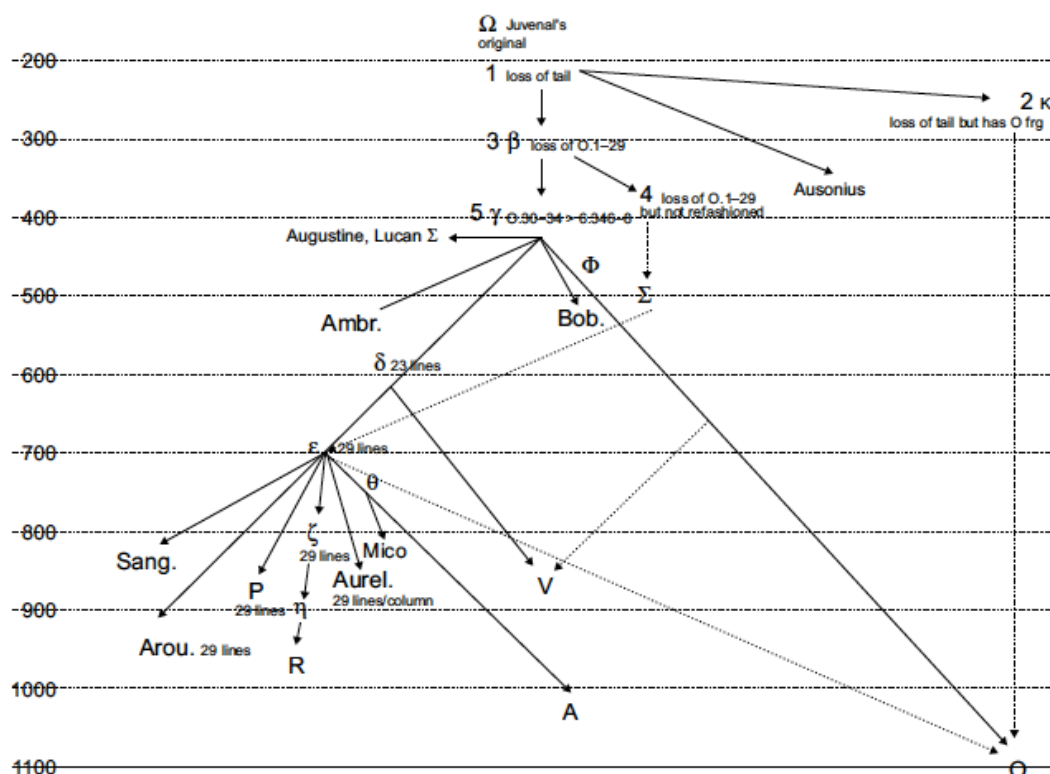 Ω Juvenal's
original
200
1 loss of tail
2 K
loss of tail but has O frg
300
3 β loss of O.1–29
Ausonius
4 loss of O.1–29
but not refashioned
400
5 γ O.30–34 > 6.346–8
Augustine, Lucan Σ
Φ
500
Σ
Ambr.
Bob.
δ 23 lines
600
700
ε 29 lines
θ
800
ζ
29 lines
Mico
Sang.
P
29 lines
Aurel.
29 lines/column
V
900
η
Arou. 29 lines
R
1000
A
1100
O